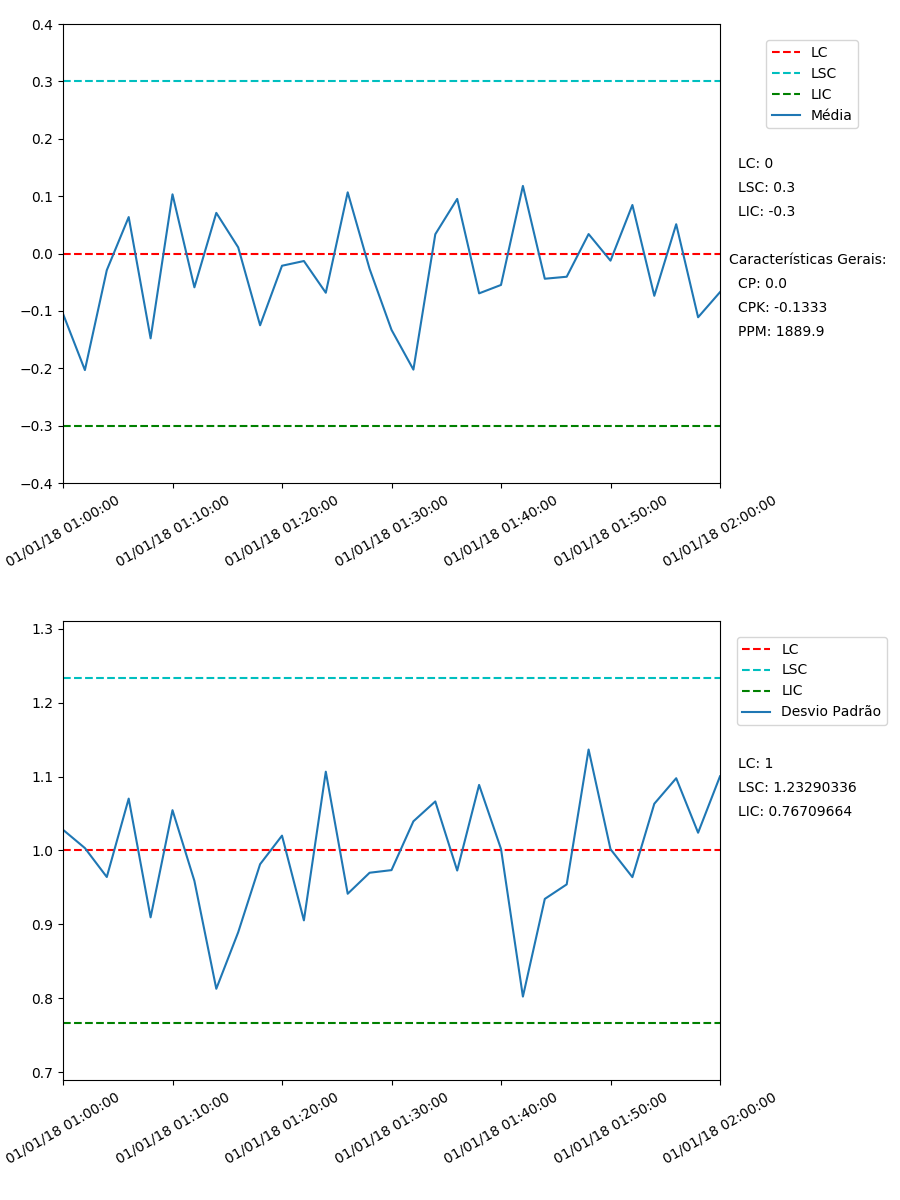 0.4
0.3
0.2
0.1
0.0
−0.1
−0.2
−0.3
−0.4
01/01/18 01:00:00
01/01/18 01:10:00
01/01/18 01:20:00
01/01/18 01:30:00
01/01/18 01:40:00
01/01/18 01:50:00
01/01/18 02:00:00
LC
LSC
LIC
Média
LC: 0
LSC: 0.3
LIC: -0.3
Características Gerais:
CP: 0.0
CPK: -0.1333
PPM: 1889.9
1.3
1.2
1.1
1.0
0.9
0.8
0.7
01/01/18 01:00:00
01/01/18 01:10:00
01/01/18 01:20:00
01/01/18 01:30:00
01/01/18 01:40:00
01/01/18 01:50:00
01/01/18 02:00:00
LC
LSC
LIC
Desvio Padrão
LC: 1
LSC: 1.23290336
LIC: 0.76709664